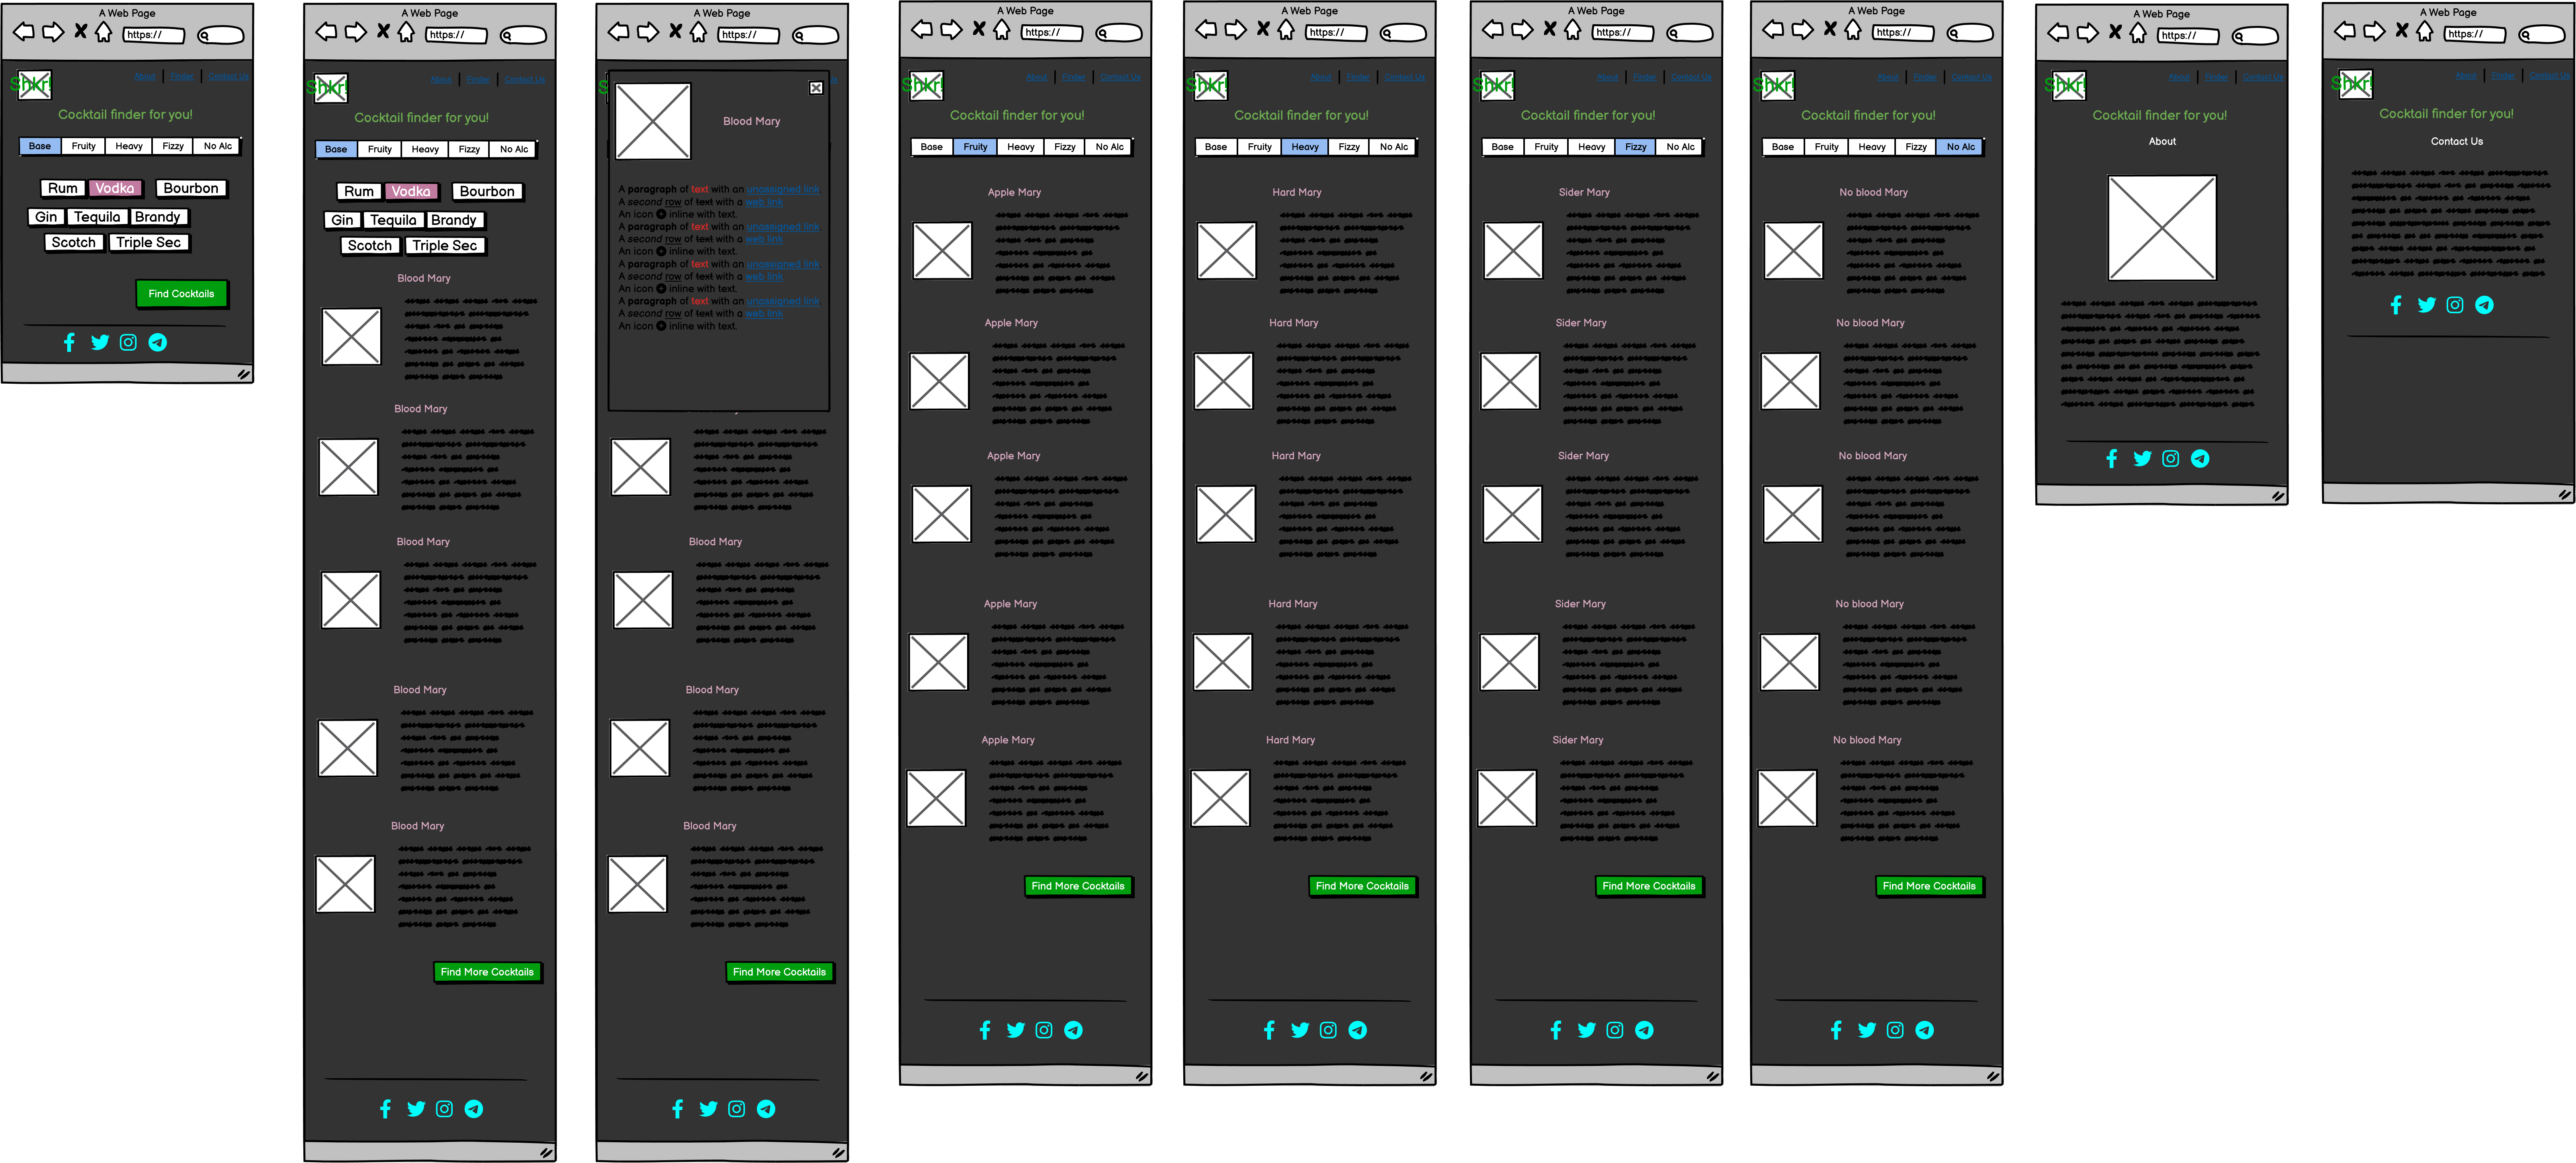 A Web Page
https://
Shkr!
About
Finder
Contact Us
Cocktail finder for you!
Base Fruity Heavy Fizzy No Alc
Rum Vodka Bourbon
Gin Tequila Brandy
Scotch Triple Sec
Find Cocktails
A Web Page
https://
Shkr!
About
Finder
Contact Us
Cocktail finder for you!
Base Fruity Heavy Fizzy No Alc
Rum Vodka Bourbon
Gin Tequila Brandy
Scotch Triple Sec
Blood Mary
Blood Mary
Blood Mary
Blood Mary
Blood Mary
Find More Cocktails
A Web Page
https://
Blood Mary
A paragraph of text with an unassigned link.
A second row of text with a web link
An icon inline with text.
A paragraph of text with an unassigned link.
A second row of text with a web link
An icon inline with text.
A paragraph of text with an unassigned link.
A second row of text with a web link
An icon inline with text.
A paragraph of text with an unassigned link.
A second row of text with a web link
An icon inline with text.
Blood Mary
Blood Mary
Blood Mary
Find More Cocktails
A Web Page
https://
Shkr!
About
Finder
Contact Us
Cocktail finder for you!
Base Fruity Heavy Fizzy No Alc
Apple Mary
Apple Mary
Apple Mary
Apple Mary
Apple Mary
Find More Cocktails
A Web Page
https://
Shkr!
About
Finder
Contact Us
Cocktail finder for you!
Base Fruity Heavy Fizzy No Alc
Hard Mary
Hard Mary
Hard Mary
Hard Mary
Hard Mary
Find More Cocktails
A Web Page
https://
Shkr!
About
Finder
Contact Us
Cocktail finder for you!
Base Fruity Heavy Fizzy No Alc
Sider Mary
Sider Mary
Sider Mary
Sider Mary
Sider Mary
Find More Cocktails
A Web Page
https://
Shkr!
About
Finder
Contact Us
Cocktail finder for you!
Base Fruity Heavy Fizzy No Alc
No blood Mary
No blood Mary
No blood Mary
No blood Mary
No blood Mary
Find More Cocktails
A Web Page
https://
Shkr!
About
Finder
Contact Us
Cocktail finder for you!
About
A Web Page
https://
Shkr!
About
Finder
Contact Us
Cocktail finder for you!
Contact Us